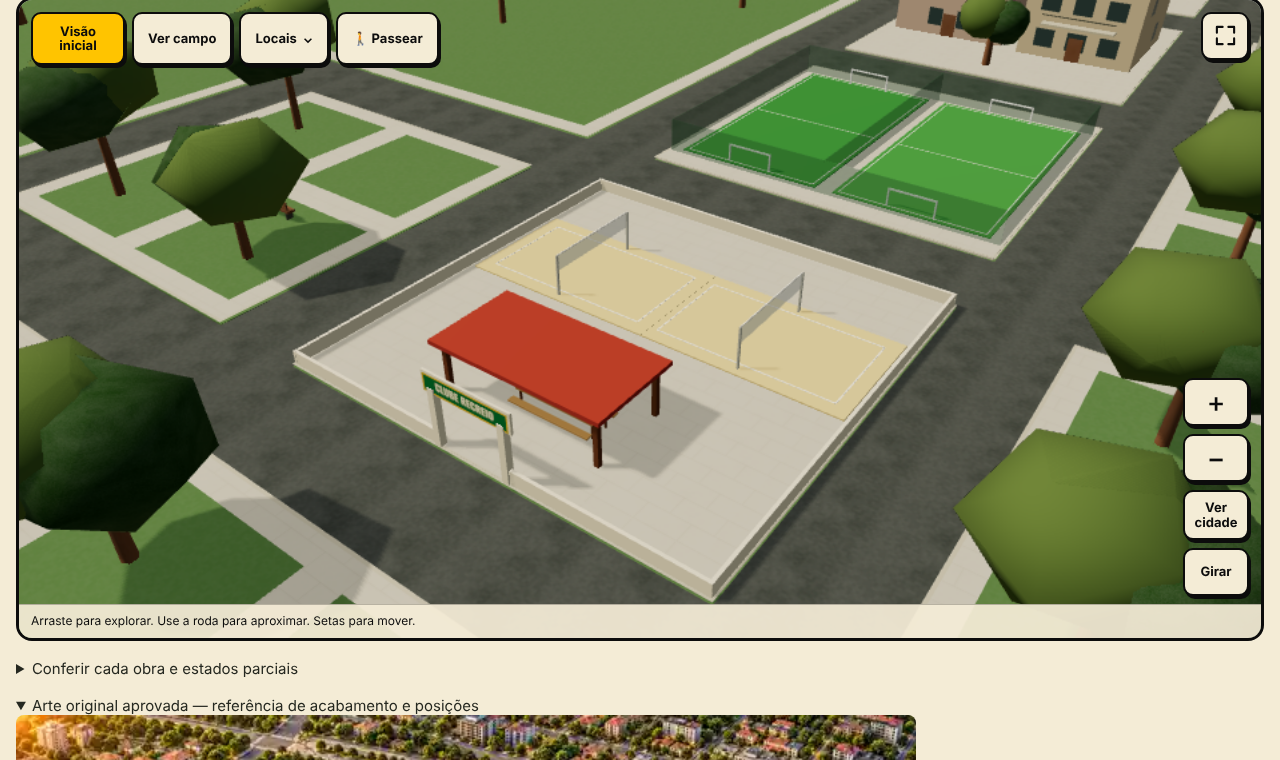 Visão
inicial
Ver campo
Locais
Passear
CLUBE RECREIO
+
−
Ver
cidade
Girar
Arraste para explorar. Use a roda para aproximar. Setas para mover.
Conferir cada obra e estados parciais
Arte original aprovada — referência de acabamento e posições